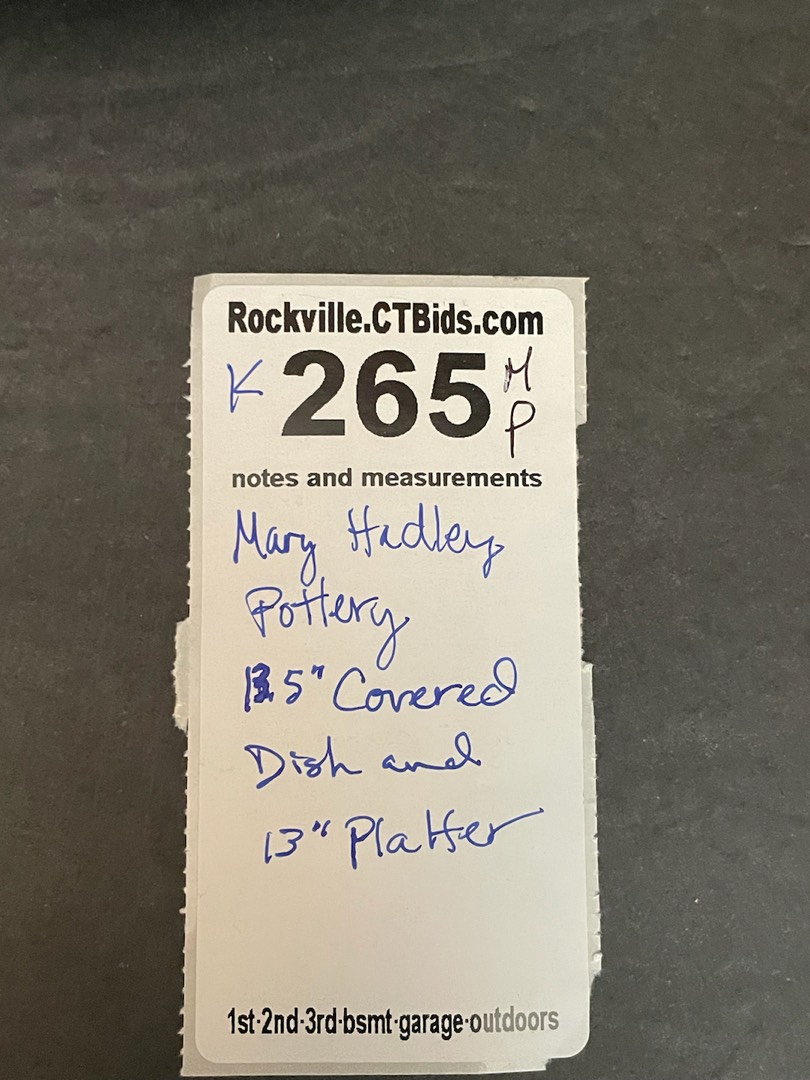 Rockville.CTBids.com
K 265 M
P
notes and measurements
Mary Hadley
Pottery
13.5" Covered
Dish and
13" Platter
1st·2nd·3rd·bsmt·garage·outdoors